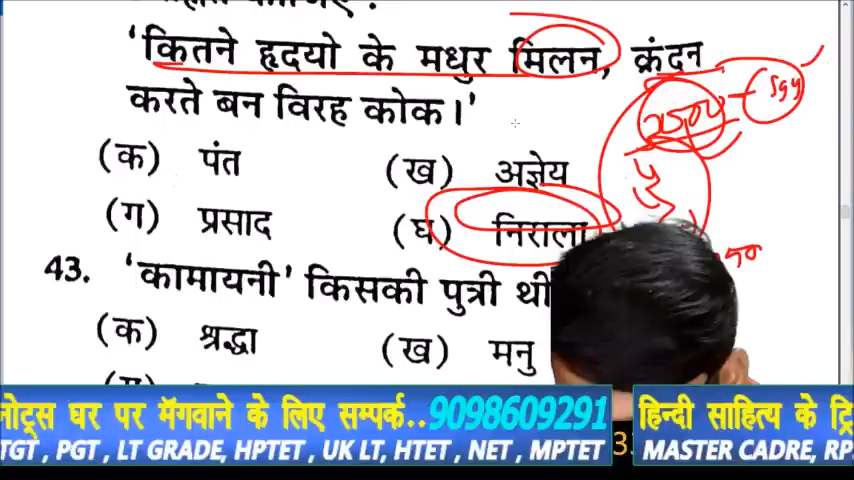 'कितने हृदयो के मधुर मिलन, क्रंदन
करते बन विरह कोक।'
(क) पंत (ख) अज्ञेय
(ग) प्रसाद (घ) निराला
43. 'कामायनी' किसकी पुत्री थी
(क) श्रद्धा (ख) मनु
नोट्स घर पर मॅगवाने के लिए सम्पर्क..9098609291 हिन्दी साहित्य के
TGT , PGT , LT GRADE, HPTET , UK LT, HTET , NET , MPTET MASTER CADRE, RP